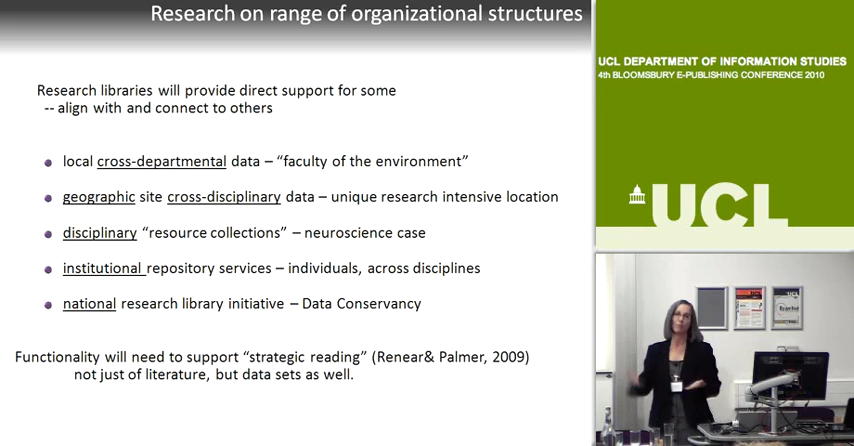 Research on range of organizational structures
Research libraries will provide direct support for some
-- align with and connect to others
local cross-departmental data – “faculty of the environment”
geographic site cross-disciplinary data – unique research intensive location
disciplinary “resource collections” – neuroscience case
institutional repository services – individuals, across disciplines
national research library initiative – Data Conservancy
Functionality will need to support “strategic reading” (Renear& Palmer, 2009)
not just of literature, but data sets as well.
UCL DEPARTMENT OF INFORMATION STUDIES
4th BLOOMSBURY E-PUBLISHING CONFERENCE 2010
UCL